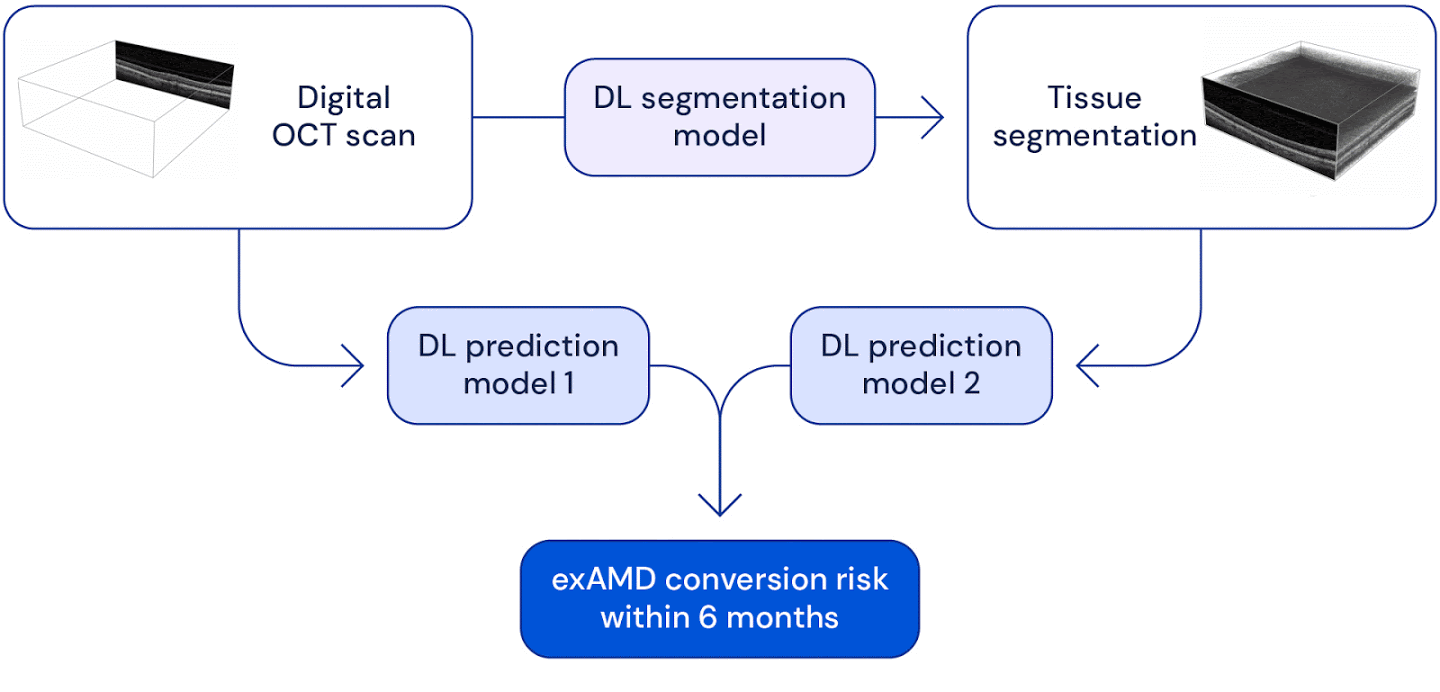 Digital
OCT scan
DL segmentation
model
Tissue
segmentation
DL prediction
model 1
DL prediction
model 2
exAMD conversion risk
within 6 months